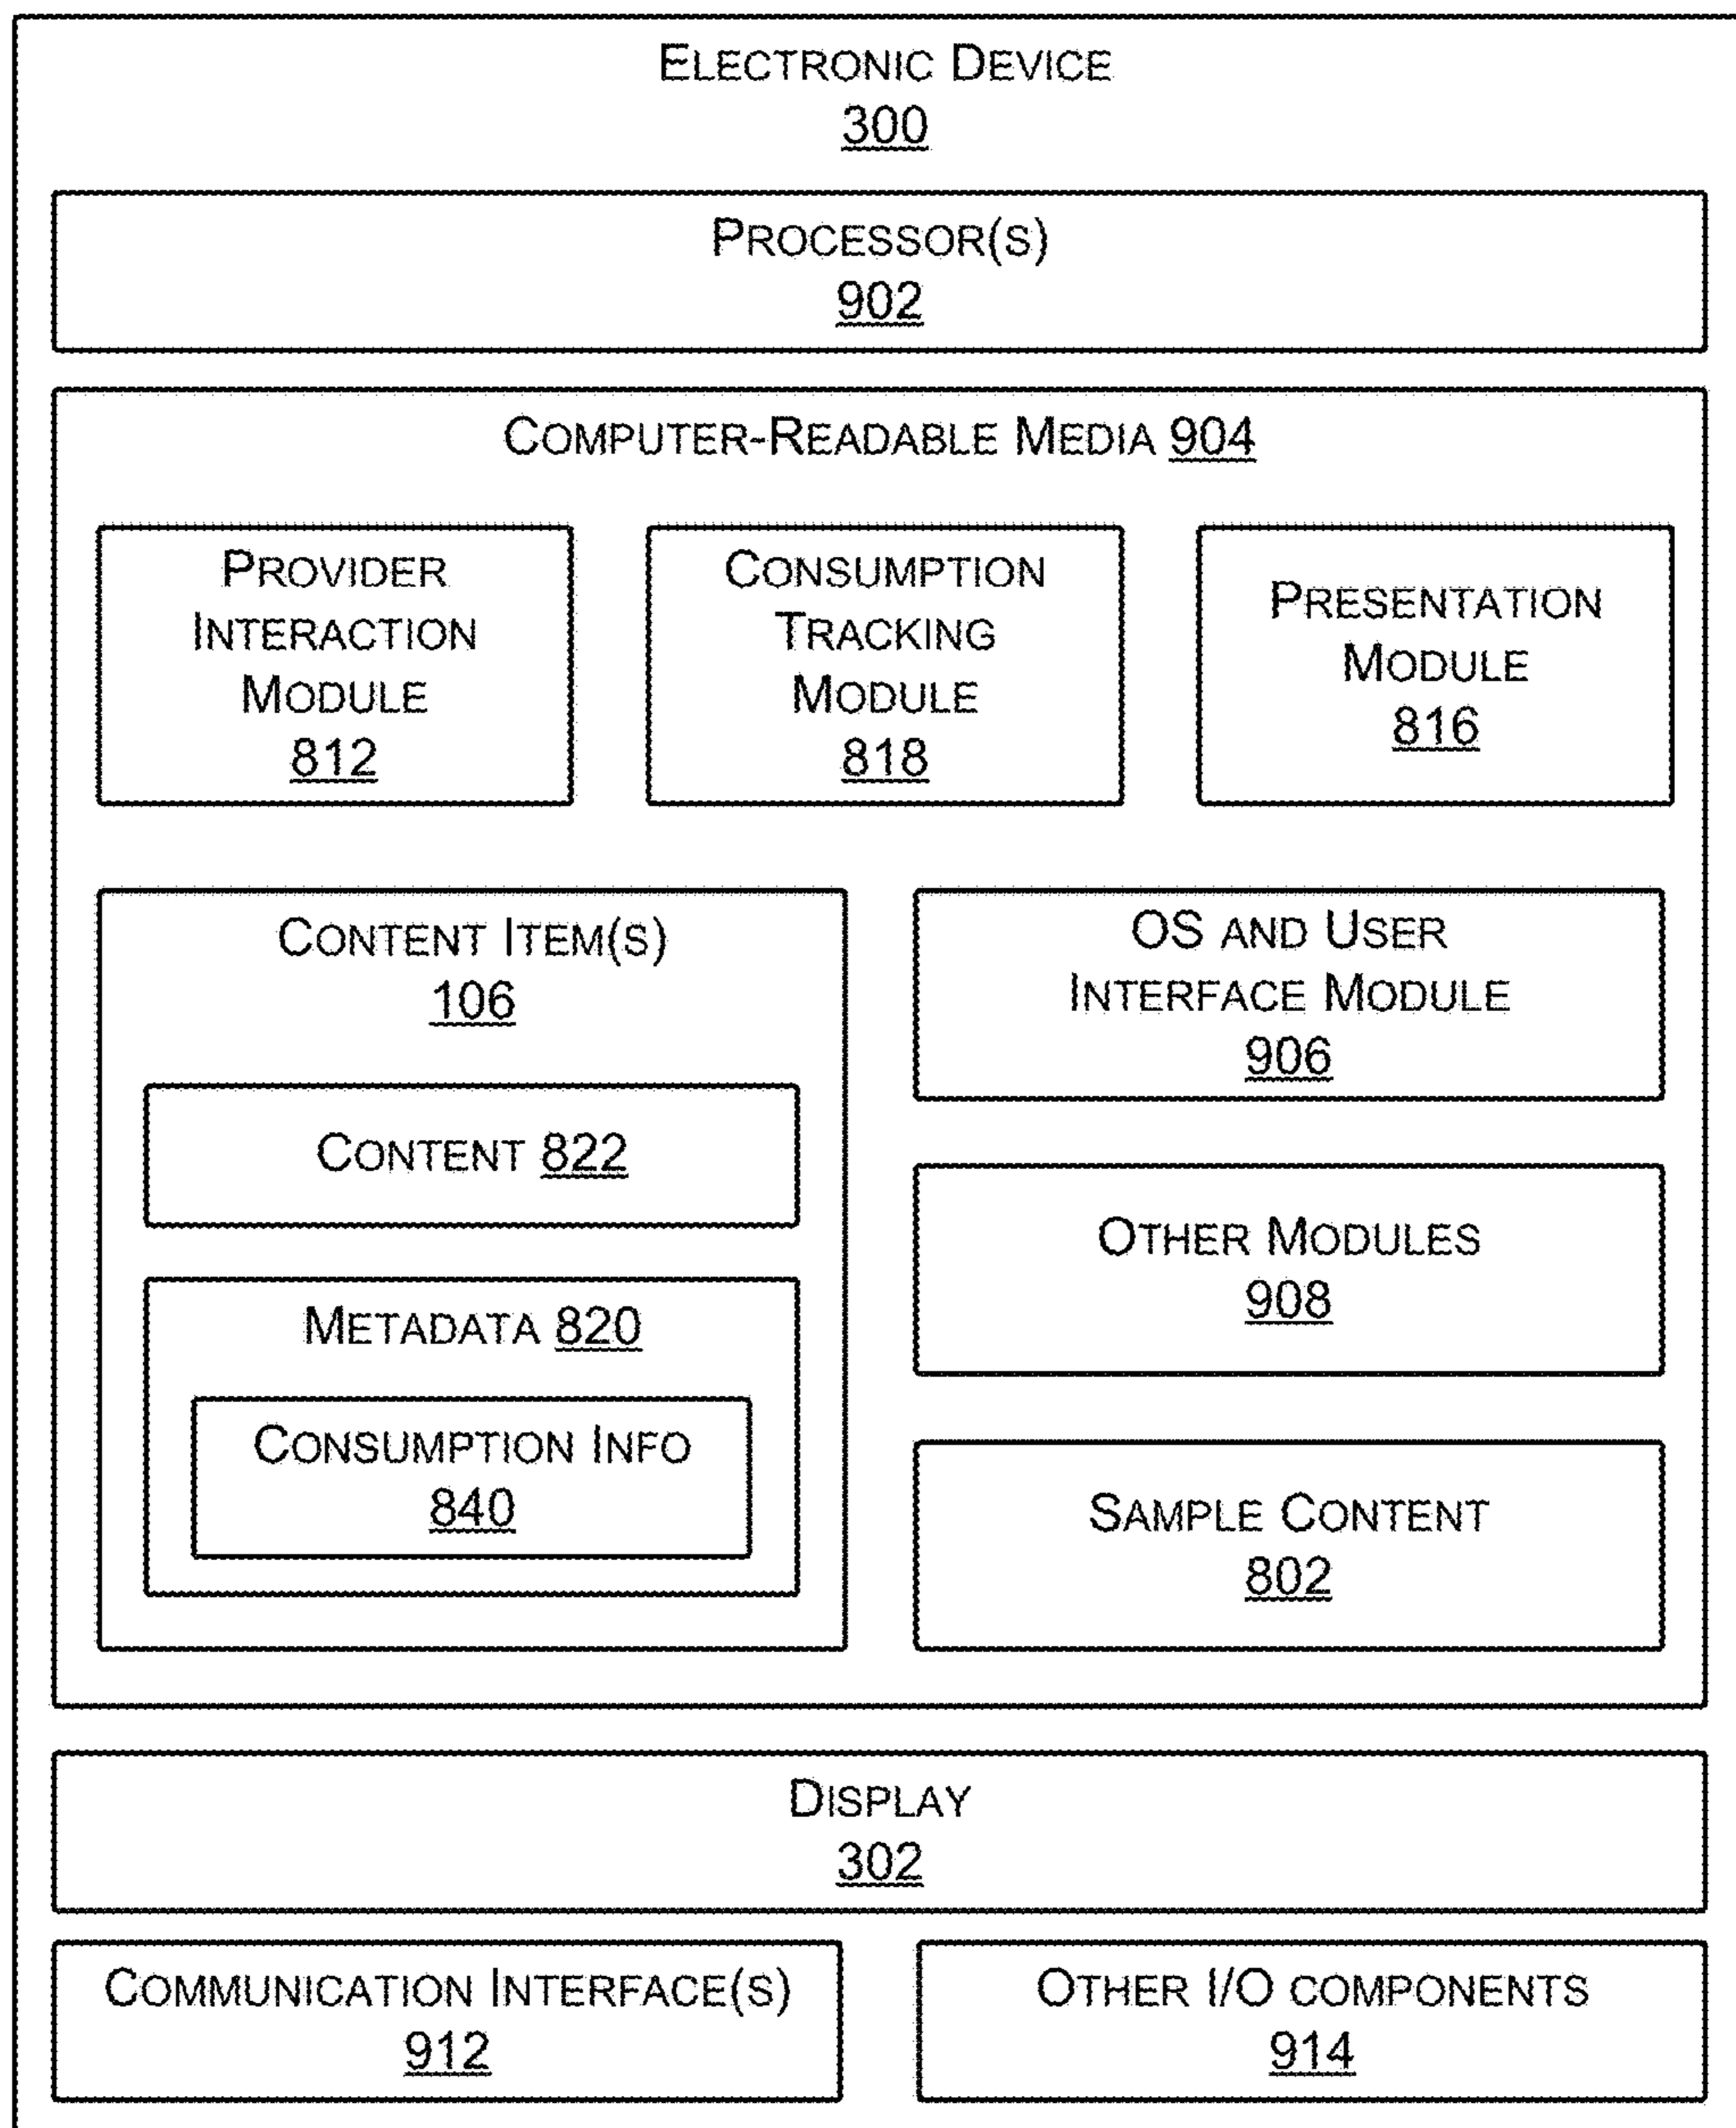 ELECTRONIC DEVICE
300
PROCESSOR(S)
902
COMPUTER-READABLE MEDIA 904
PROVIDER
INTERACTION
MODULE
812
CONSUMPTION
TRACKING
MODULE
818
PRESENTATION
MODULE
816
CONTENT ITEM(S)
106
CONTENT 822
METADATA 820
CONSUMPTION INFO
840
OS AND USER
INTERFACE MODULE
906
OTHER MODULES
908
SAMPLE CONTENT
802
DISPLAY
302
COMMUNICATION INTERFACE(S)
912
OTHER I/O COMPONENTS
914